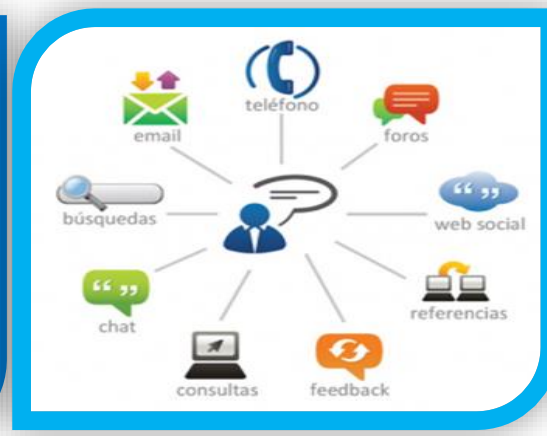 teléfono
email
foros
búsquedas
web social
chat
referencias
consultas
feedback